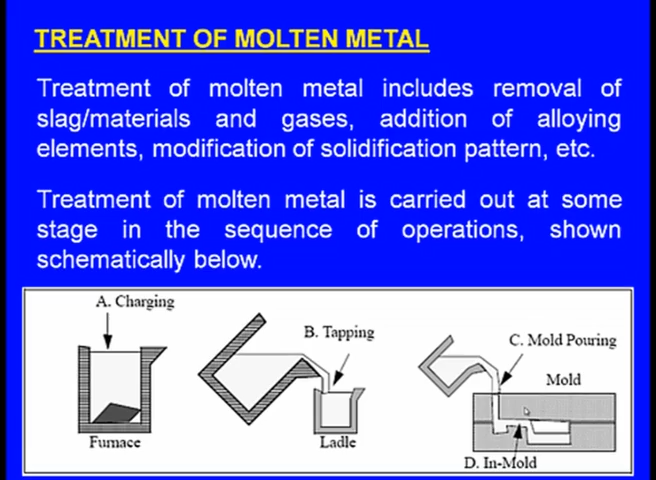 TREATMENT OF MOLTEN METAL
Treatment of molten metal includes removal of
slag/materials and gases, addition of alloying
elements, modification of solidification pattern, etc.
Treatment of molten metal is carried out at some
stage in the sequence of operations, shown
schematically below.
A. Charging
B. Tapping
C. Mold Pouring
Mold
Furnace
Ladle
D. In-Mold